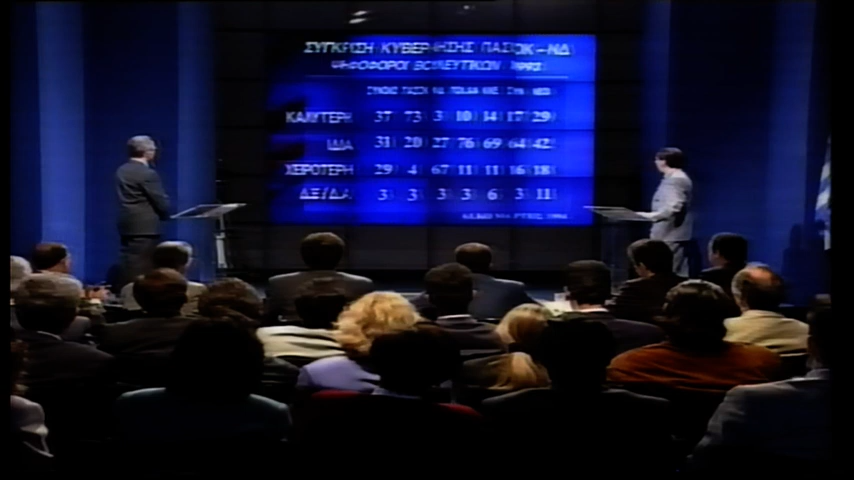 ΣΥΓΚΡΙΣΗ ΚΥΒΕΡΝΗΣΗΣ ΠΑΣΟΚ - ΝΔ
ΨΗΦΟΦΟΡΟΙ ΒΟΥΛΕΥΤΙΚΩΝ 1993
ΠΑΣΟΚ ΝΔ ΠΟΛΑΝ ΚΚΕ ΣΥΝ ΝΕΟΙ
ΚΑΛΥΤΕΡΗ 37 73 3 10 14 17 29
ΙΔΙΑ 31 20 27 76 69 64 42
ΧΕΙΡΟΤΕΡΗ 29 4 67 11 11 16 18
ΔΞ/ΔΑ 3 3 3 3 6 3 11
1994